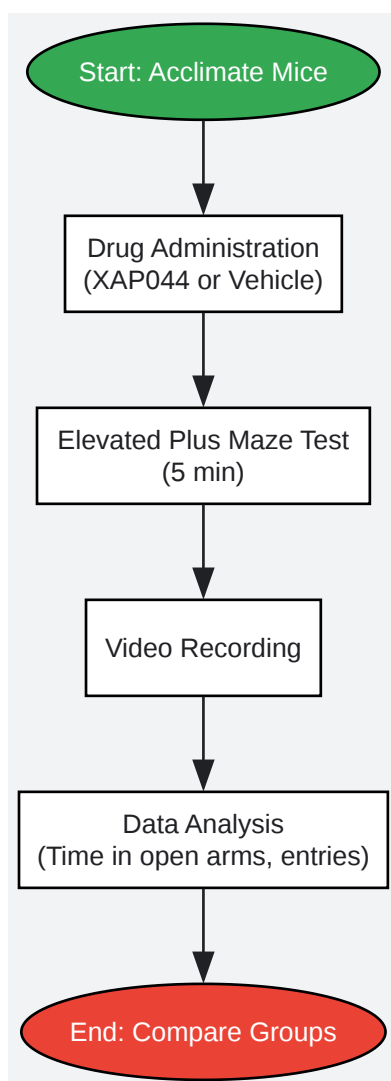 Start: Acclimate Mice
Drug Administration
(XAP044 or Vehicle)
Elevated Plus Maze Test
(5 min)
Video Recording
Data Analysis
(Time in open arms, entries)
End: Compare Groups